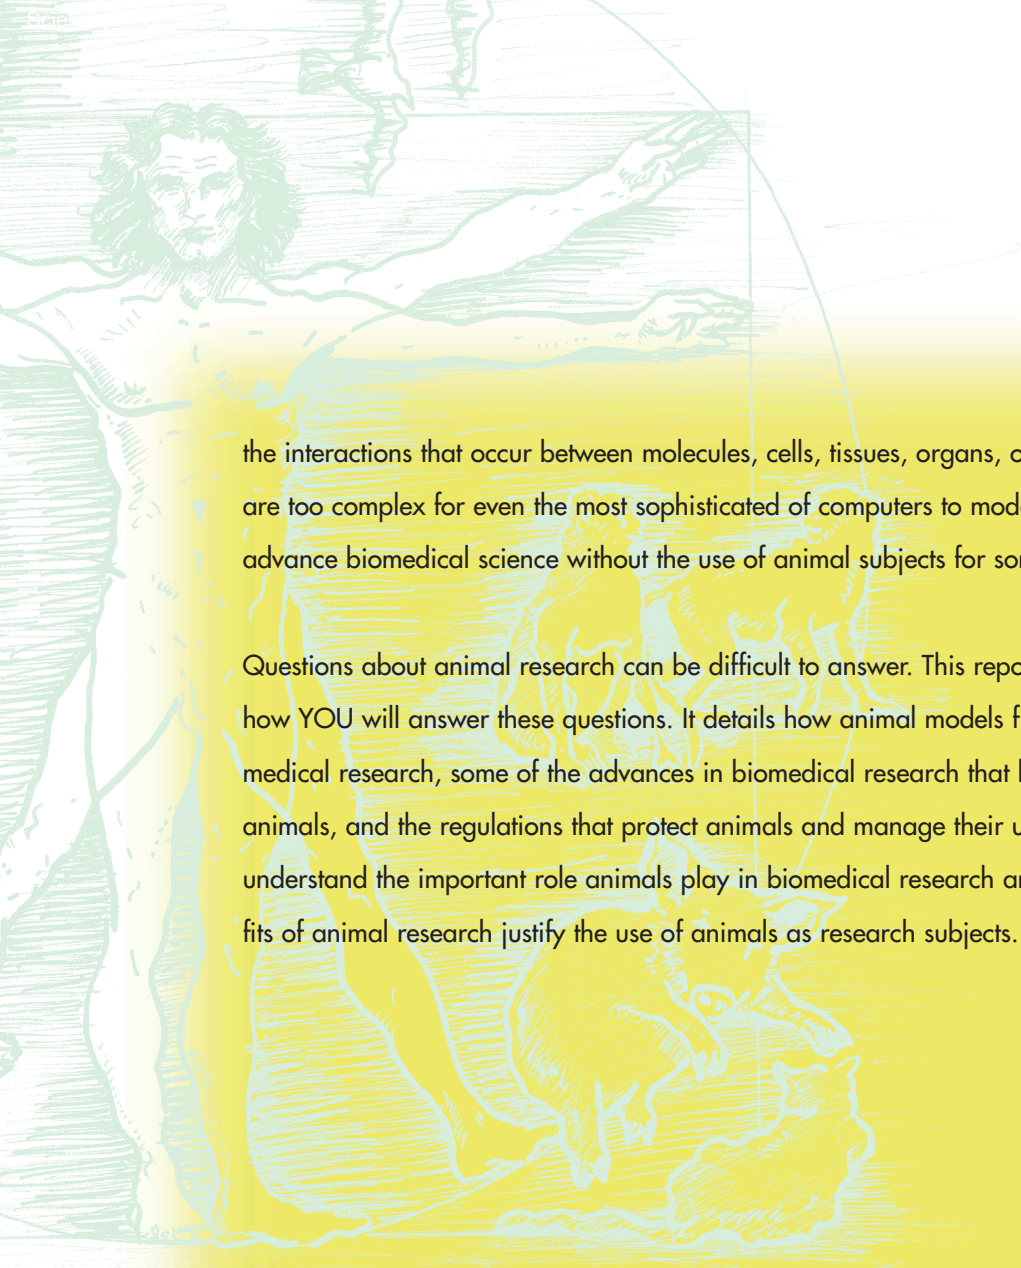 the interactions that occur between molecules, cells, tissues, organs,
are too complex for even the most sophisticated of computers to
advance biomedical science without the use of animal subjects for
Questions about animal research can be difficult to answer. This
how YOU will answer these questions. It details how animal models
medical research, some of the advances in biomedical research that
animals, and the regulations that protect animals and manage their
understand the important role animals play in biomedical research
fits of animal research justify the use of animals as research subjects.